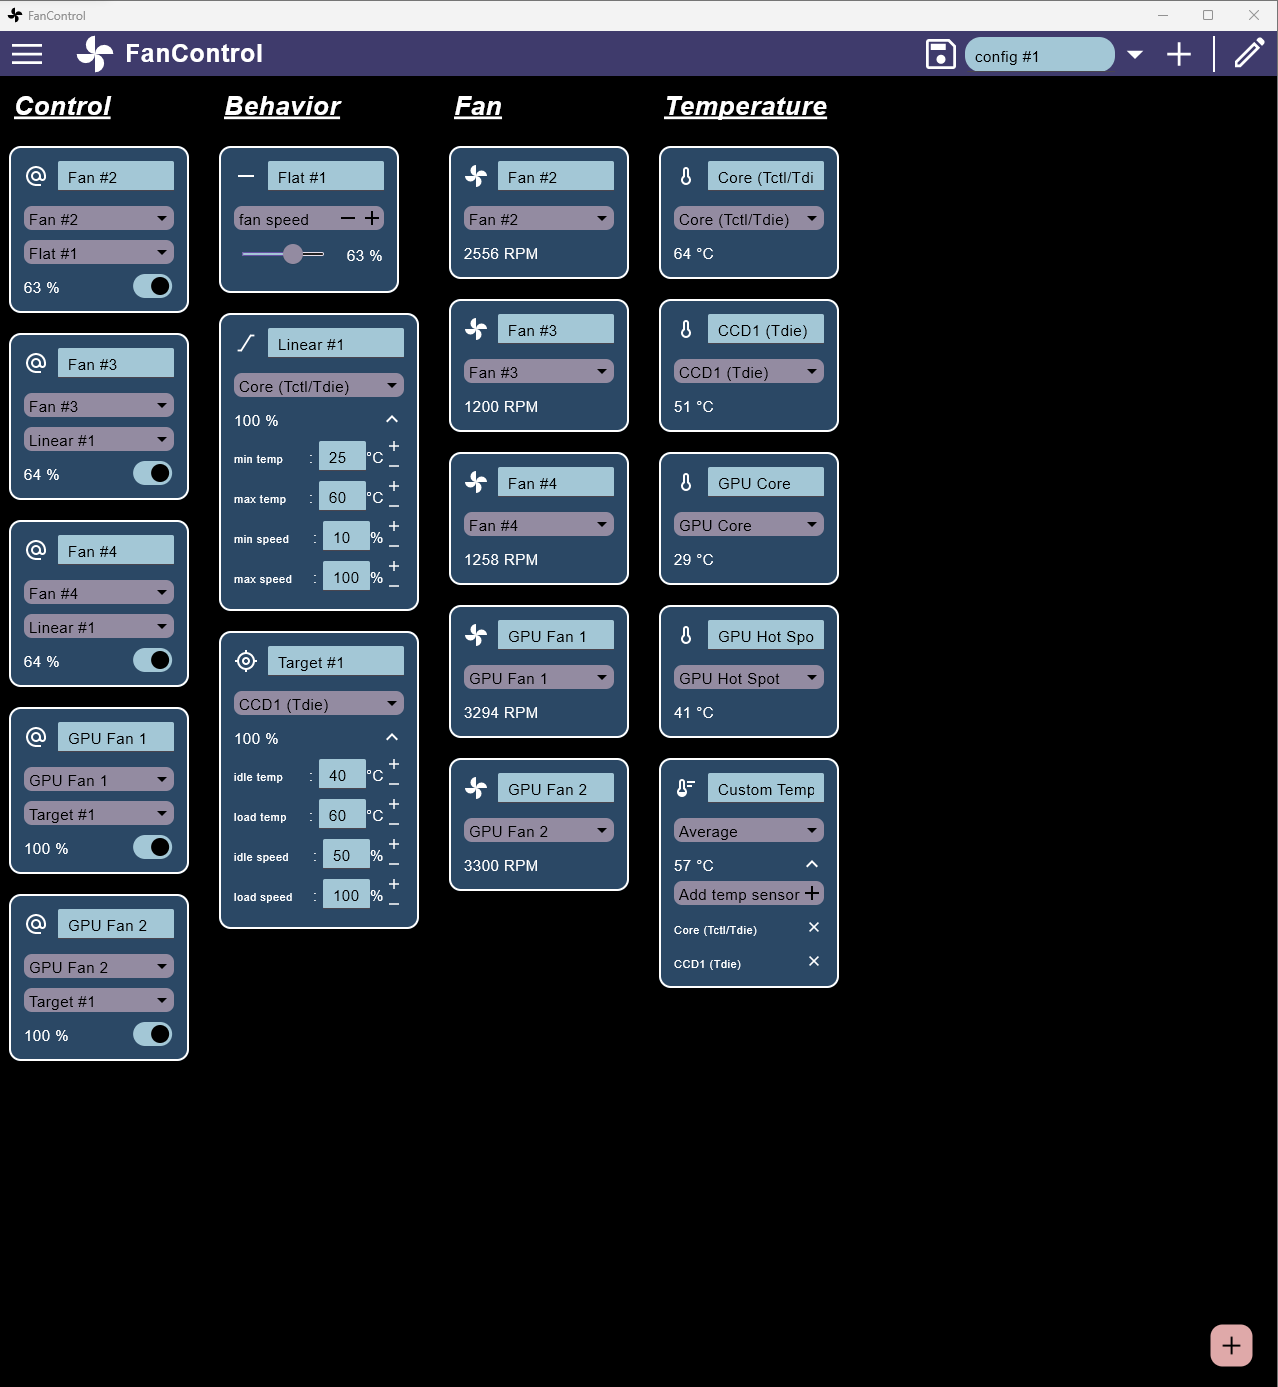 FanControl
FanControl
config #1
Control
Fan #2
Fan #2
Flat #1
63 %
Fan #3
Fan #3
Linear #1
64 %
Fan #4
Fan #4
Linear #1
64 %
GPU Fan 1
GPU Fan 1
Target #1
100 %
GPU Fan 2
GPU Fan 2
Target #1
100 %
Behavior
Flat #1
fan speed
63 %
Linear #1
Core (Tctl/Tdie)
100 %
min temp : 25 °C
max temp : 60 °C
min speed : 10 %
max speed : 100 %
Target #1
CCD1 (Tdie)
100 %
idle temp : 40 °C
load temp : 60 °C
idle speed : 50 %
load speed : 100 %
Fan
Fan #2
Fan #2
2556 RPM
Fan #3
Fan #3
1200 RPM
Fan #4
Fan #4
1258 RPM
GPU Fan 1
GPU Fan 1
3294 RPM
GPU Fan 2
GPU Fan 2
3300 RPM
Temperature
Core (Tctl/Tdi
Core (Tctl/Tdie)
64 °C
CCD1 (Tdie)
CCD1 (Tdie)
51 °C
GPU Core
GPU Core
29 °C
GPU Hot Spo
GPU Hot Spot
41 °C
Custom Temp
Average
57 °C
Add temp sensor
Core (Tctl/Tdie)
CCD1 (Tdie)